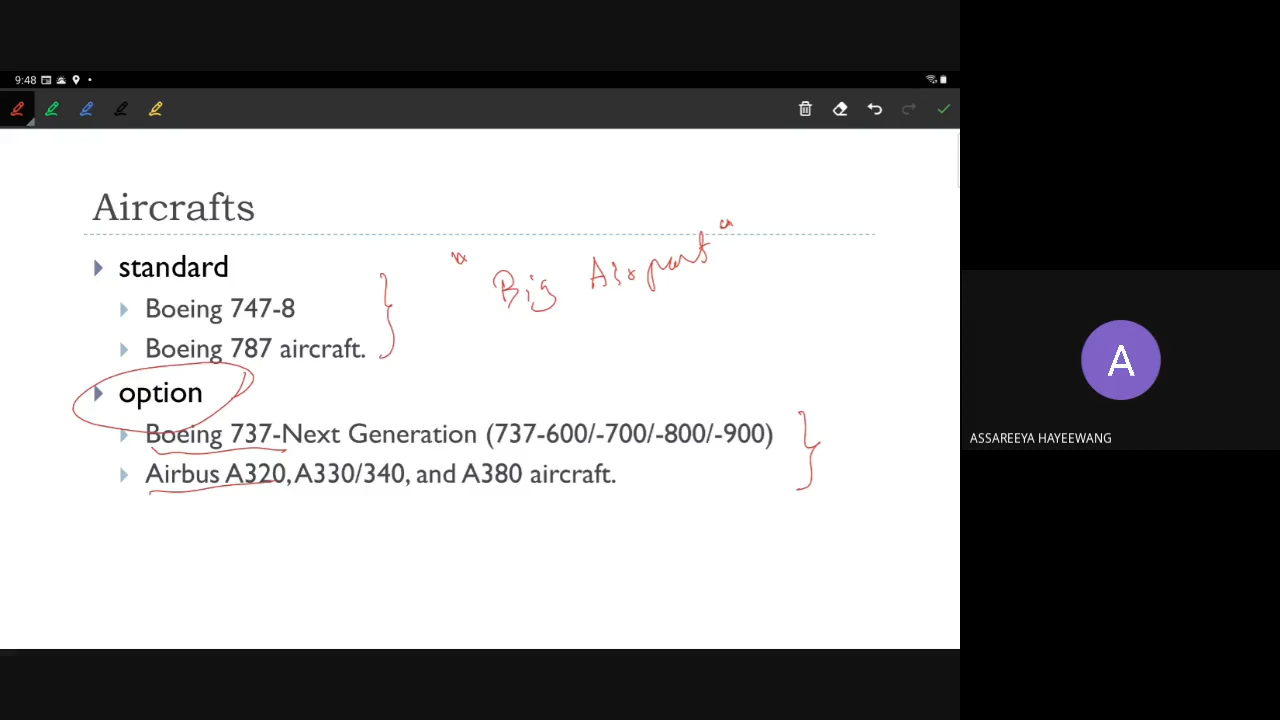 9:48
Aircrafts
standard
" Big Airport "
Boeing 747-8
Boeing 787 aircraft.
option
Boeing 737-Next Generation (737-600/-700/-800/-900)
Airbus A320, A330/340, and A380 aircraft.
A
ASSAREEYA HAYEEWANG